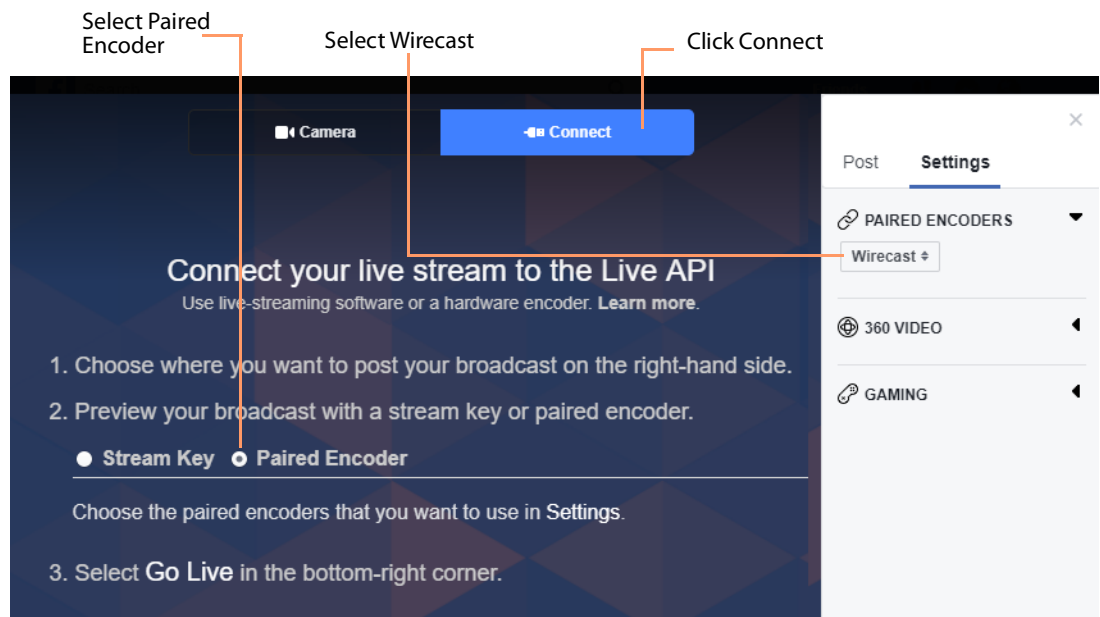 Select Paired
Encoder
Select Wirecast
Click Connect
Camera
Connect
Post
Settings
PAIRED ENCODERS
Wirecast
360 VIDEO
GAMING
Connect your live stream to the Live API
Use live-streaming software or a hardware encoder. Learn more.
1. Choose where you want to post your broadcast on the right-hand side.
2. Preview your broadcast with a stream key or paired encoder.
Stream Key
Paired Encoder
Choose the paired encoders that you want to use in Settings.
3. Select Go Live in the bottom-right corner.